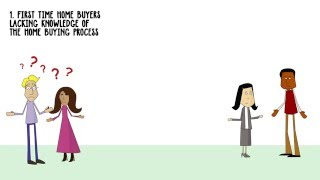 1. FIRST TIME HOME BUYERS
LACKING KNOWLEDGE OF
THE HOME BUYING PROCESS
? ? ? ? ?